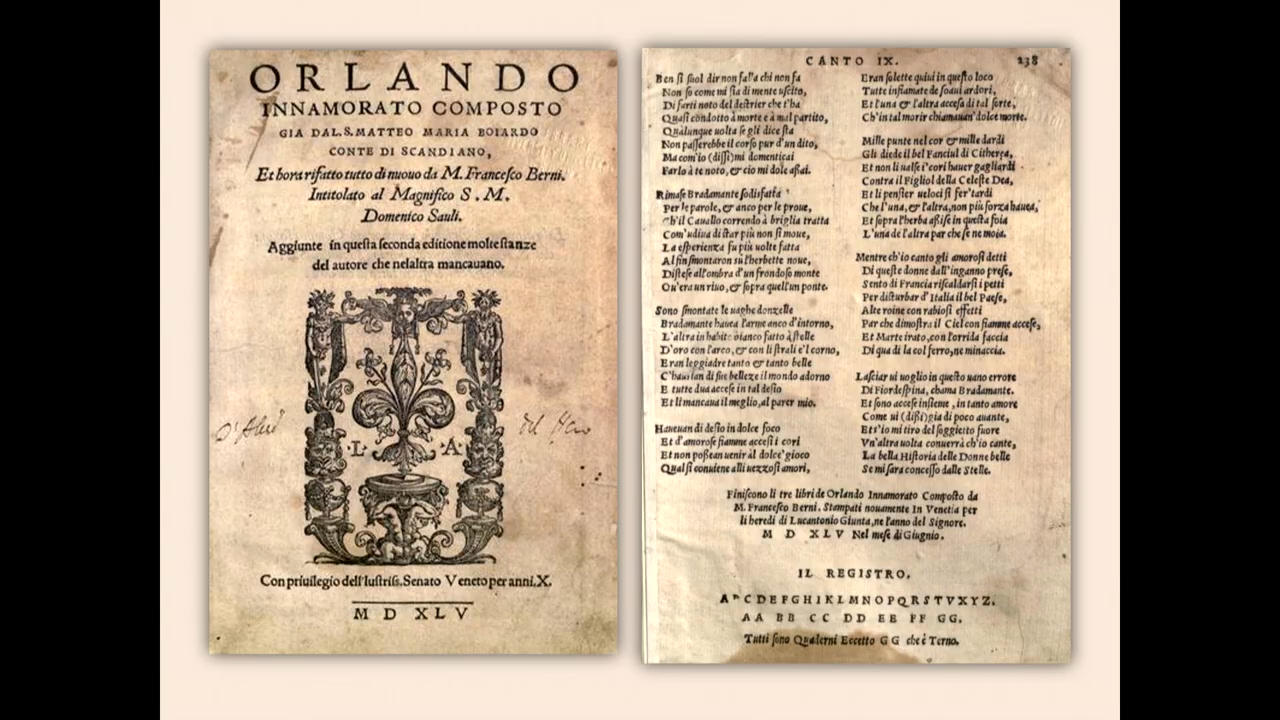 ORLANDO
INNAMORATO COMPOSTO
GIA DAL.S.MATTEO MARIA BOIARDO
CONTE DI SCANDIANO,
Et hora rifatto tutto di nuouo da M. Francesco Berni.
Intitolato al Magnifico S. M.
Domenico Sauli.
Aggiunte in questa seconda editione molte stanze
del autore che nelaltra mancauano.
L. A.
Con priuilegio dell'Iustriss. Senato Veneto per anni. X.
M D XLV
CANTO IX. 238
Ben si suol dir non falla chi non fa
Non so come mi sia di mente uscito,
Di farti noto del destrier che t'ha
Quasi condotto à morte e à mal partito,
Qualunque uolta se gli dice sta
Non passerebbe il corso pur d'un dito,
Ma com'io (dissi) mi domenticai
Farlo à te noto, & cio mi dole assai.
Rimase Bradamante sodisfatta
Per le parole, & anco per le proue,
Ch'il Cauallo correndo à briglia tratta
Com'udiua di star più non si moue,
La esperienza fu più uolte fatta
Al fin smontaron sù l'herbette noue,
Distese all'ombra d'un frondoso monte
Ou'era un riuo, & sopra quell'un ponte.
Sono smontate le uaghe donzelle
Bradamante hauea l'arme anco d'intorno,
L'altra in habito bianco fatto à stelle
D'oro con l'arco, & con li strali e'l corno,
Eran leggiadre tanto & tanto belle
C'haurian di sue bellezze il mondo adorno
E tutte dua accese in tal desio
Et li mancaua il meglio, al parer mio.
Haueuan di desio in dolce foco
Et d'amorose fiamme accesi i cori
Et non possean uenir al dolce gioco
Qual si conuiene alli uezzosi amori,
Eran solette quiui in questo loco
Tutte infiamate de soaui ardori,
Et l'una & l'altra accesa di tal sorte,
Ch'in tal morir chiamauan dolce morte.
Mille punte nel cor & mille dardi
Gli diede il bel Fanciul di Citherea,
Et non li ualse i cori hauer gagliardi
Contra il Figliol della Celeste Dea,
Et li pensier ueloci si fer'tardi
Che l'una, & l'altra, non più forza hauea,
Et sopra l'herba assise in questa foia
L'una de l'altra par che se ne moia.
Mentre ch'io canto gli amorosi detti
Di queste donne dall'inganno prese,
Sento di Francia riscaldarsi i petti
Per disturbar d'Italia il bel Paese,
Alte roine con rabiosi effetti
Par che dimostra il Ciel con fiamme accese,
Et Marte irato, con l'orrida faccia
Di qua di la col ferro, ne minaccia.
Lasciar ui uoglio in questo uano errore
Di Fiordespina, chama Bradamante.
Et sono accese insieme, in tanto amore
Come ui (dissi) gia di poco auante,
Et s'io mi tiro del soggietto fuore
Vn'altra uolta conuerrà ch'io cante,
La bella Historia delle Donne belle
Se mi sara concesso dalle Stelle.
Finiscono li tre libri de Orlando Innamorato Composto da
M. Francesco Berni. Stampati nouamente In Venetia per
li heredi di Lucantonio Giunta, ne l'anno del Signore.
M D XLV Nel mese di Giugnio.
IL REGISTRO.
A B C D E F G H I K L M N O P Q R S T V X Y Z.
AA BB CC DD EE FF GG.
Tutti sono Quaderni Eccetto GG che è Terno.